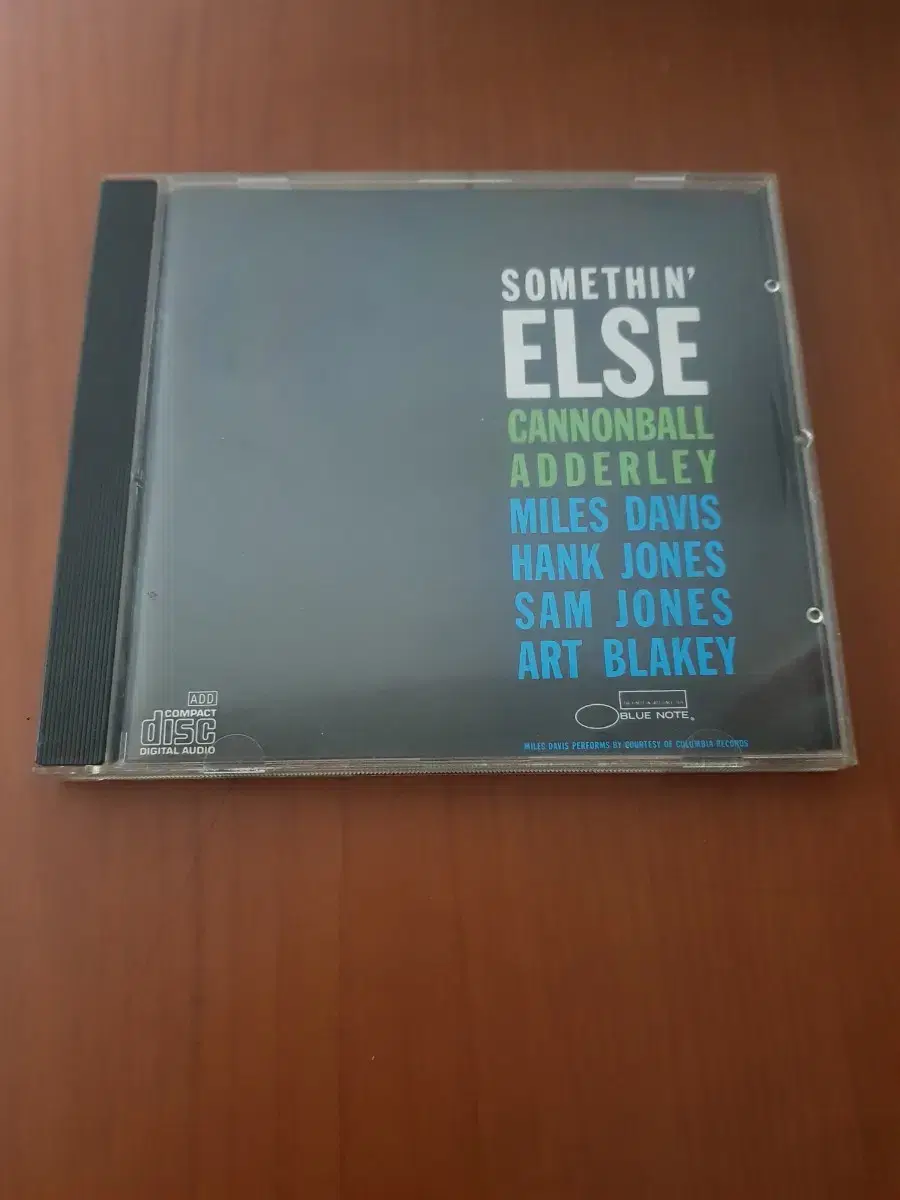 SOMETHIN'
ELSE
CANNONBALL
ADDERLEY
MILES DAVIS
HANK JONES
SAM JONES
ART BLAKEY
BLUE NOTE®
MILES DAVIS PERFORMS BY COURTESY OF COLUMBIA RECORDS
ADD
COMPACT
disc
DIGITAL AUDIO